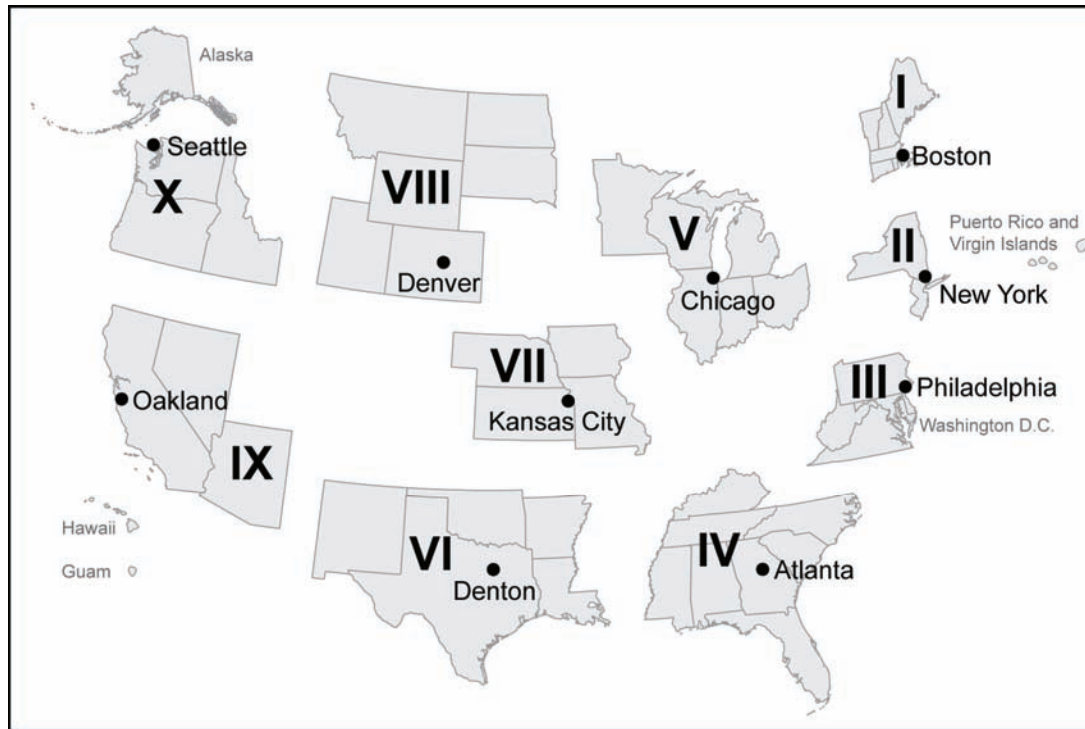 Alaska
Seattle
X
VIII
Denver
V
Chicago
I
Boston
II
Puerto Rico and
Virgin Islands
New York
Oakland
IX
Hawaii
Guam
VII
Kansas City
III
Philadelphia
Washington D.C.
VI
Denton
IV
Atlanta